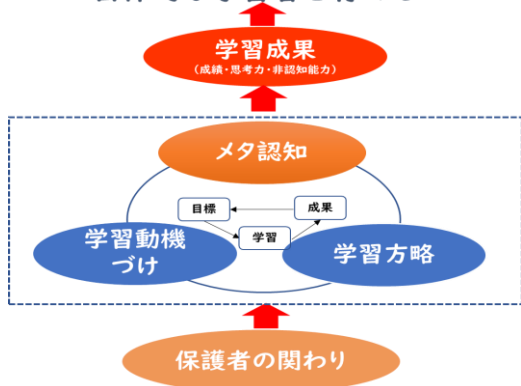 学習成果
(成績・思考力・非認知能力)
メタ認知
目標
成果
学習
学習動機
づけ
学習方略
保護者の関わり